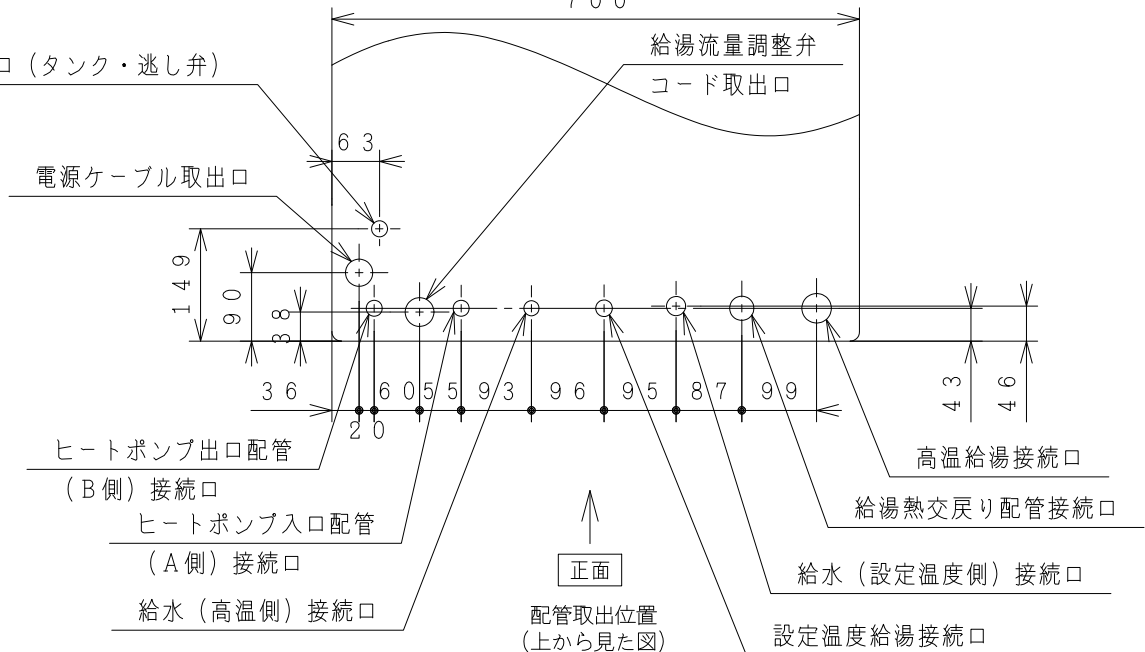 700
口（タンク・逃し弁）
給湯流量調整弁
コード取出口
63
電源ケーブル取出口
149
90
38
36
20
60
55
93
96
95
87
99
43
46
ヒートポンプ出口配管
（B側）接続口
高温給湯接続口
ヒートポンプ入口配管
（A側）接続口
給湯熱交戻り配管接続口
正面
給水（設定温度側）接続口
給水（高温側）接続口
配管取出位置
（上から見た図）
設定温度給湯接続口